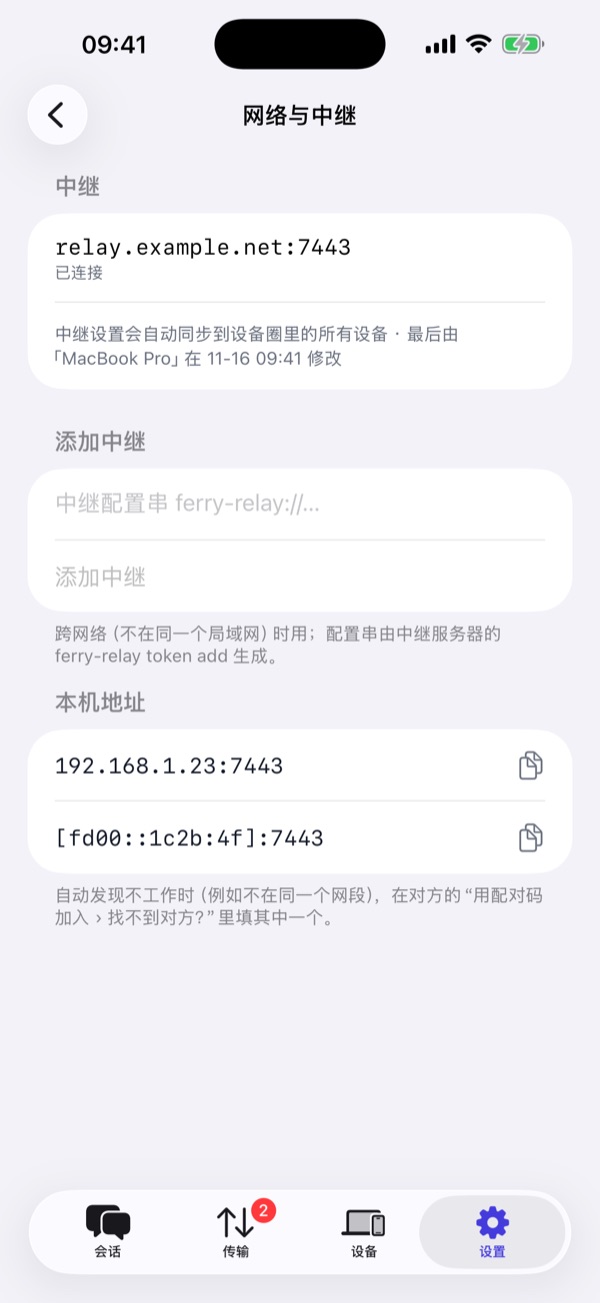 09:41
网络与中继
中继
relay.example.net:7443
已连接
中继设置会自动同步到设备圈里的所有设备 · 最后由
「MacBook Pro」在 11-16 09:41 修改
添加中继
中继配置串 ferry-relay://...
添加中继
跨网络（不在同一个局域网）时用；配置串由中继服务器的
ferry-relay token add 生成。
本机地址
192.168.1.23:7443
[fd00::1c2b:4f]:7443
自动发现不工作时（例如不在同一个网段），在对方的“用配对码
加入 › 找不到对方？”里填其中一个。
2
会话
传输
设备
设置